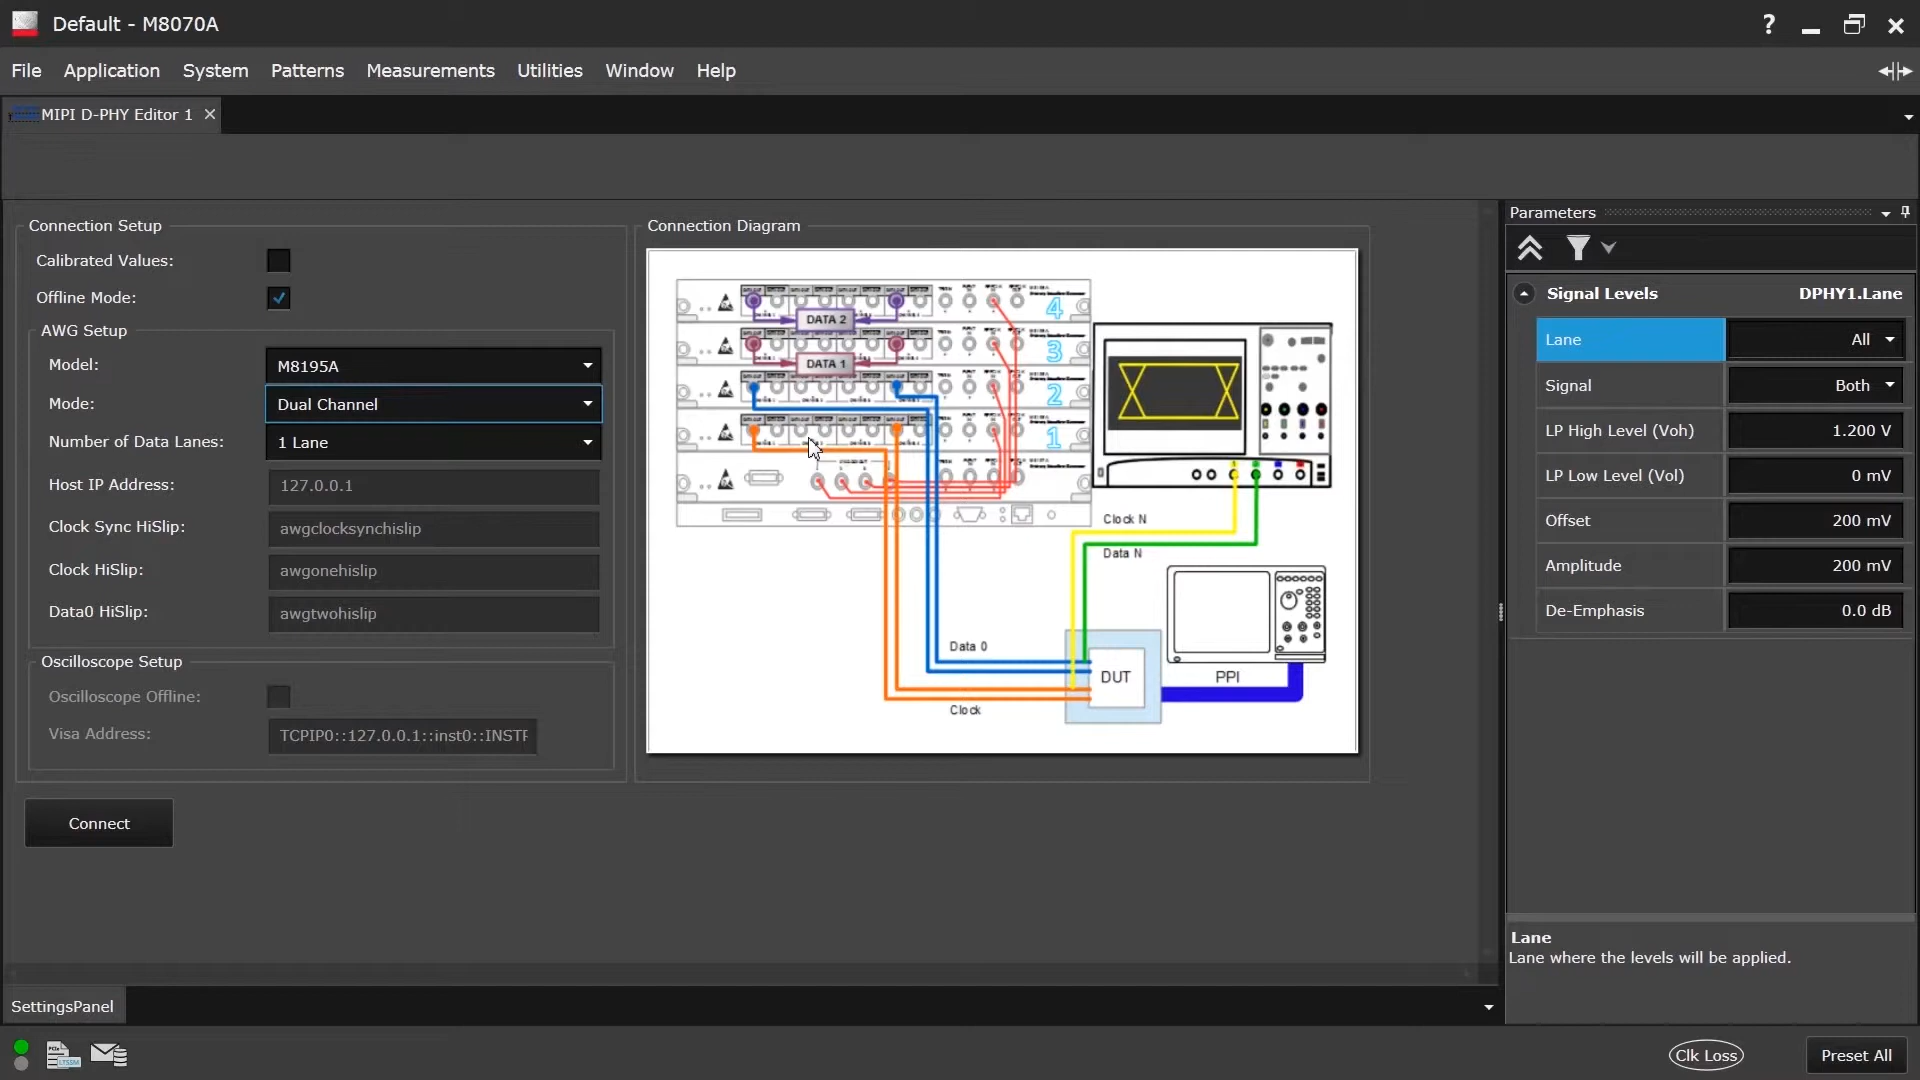 Default - M8070A
?
File Application System Patterns Measurements Utilities Window Help
MIPI D-PHY Editor 1
Connection Setup
Calibrated Values:
Offline Mode:
AWG Setup
Model: M8195A
Mode: Dual Channel
Number of Data Lanes: 1 Lane
Host IP Address: 127.0.0.1
Clock Sync HiSlip: awgclocksynchislip
Clock HiSlip: awgonehislip
Data0 HiSlip: awgtwohislip
Oscilloscope Setup
Oscilloscope Offline:
Visa Address: TCPIP0::127.0.0.1::inst0::INSTR
Connect
Connection Diagram
4
DATA 2
3
DATA 1
2
1
Clock N
Data N
Data 0
DUT
PPI
Clock
Parameters
Signal Levels DPHY1.Lane
Lane All
Signal Both
LP High Level (Voh) 1.200 V
LP Low Level (Vol) 0 mV
Offset 200 mV
Amplitude 200 mV
De-Emphasis 0.0 dB
Lane
Lane where the levels will be applied.
SettingsPanel
LTSSM
Clk Loss
Preset All